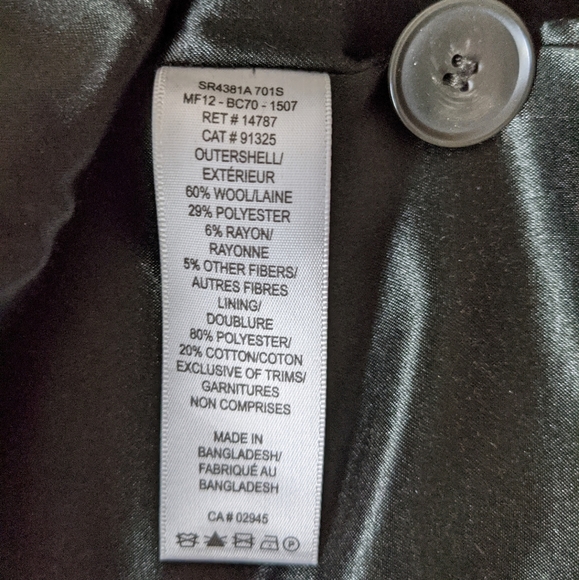 SR4381A 701S
MF12 - BC70 - 1507
RET # 14787
CAT # 91325
OUTERSHELL/
EXTÉRIEUR
60% WOOL/LAINE
29% POLYESTER
6% RAYON/
RAYONNE
5% OTHER FIBERS/
AUTRES FIBRES
LINING/
DOUBLURE
80% POLYESTER/
20% COTTON/COTON
EXCLUSIVE OF TRIMS/
GARNITURES
NON COMPRISES
MADE IN
BANGLADESH/
FABRIQUÉ AU
BANGLADESH
CA # 02945
P